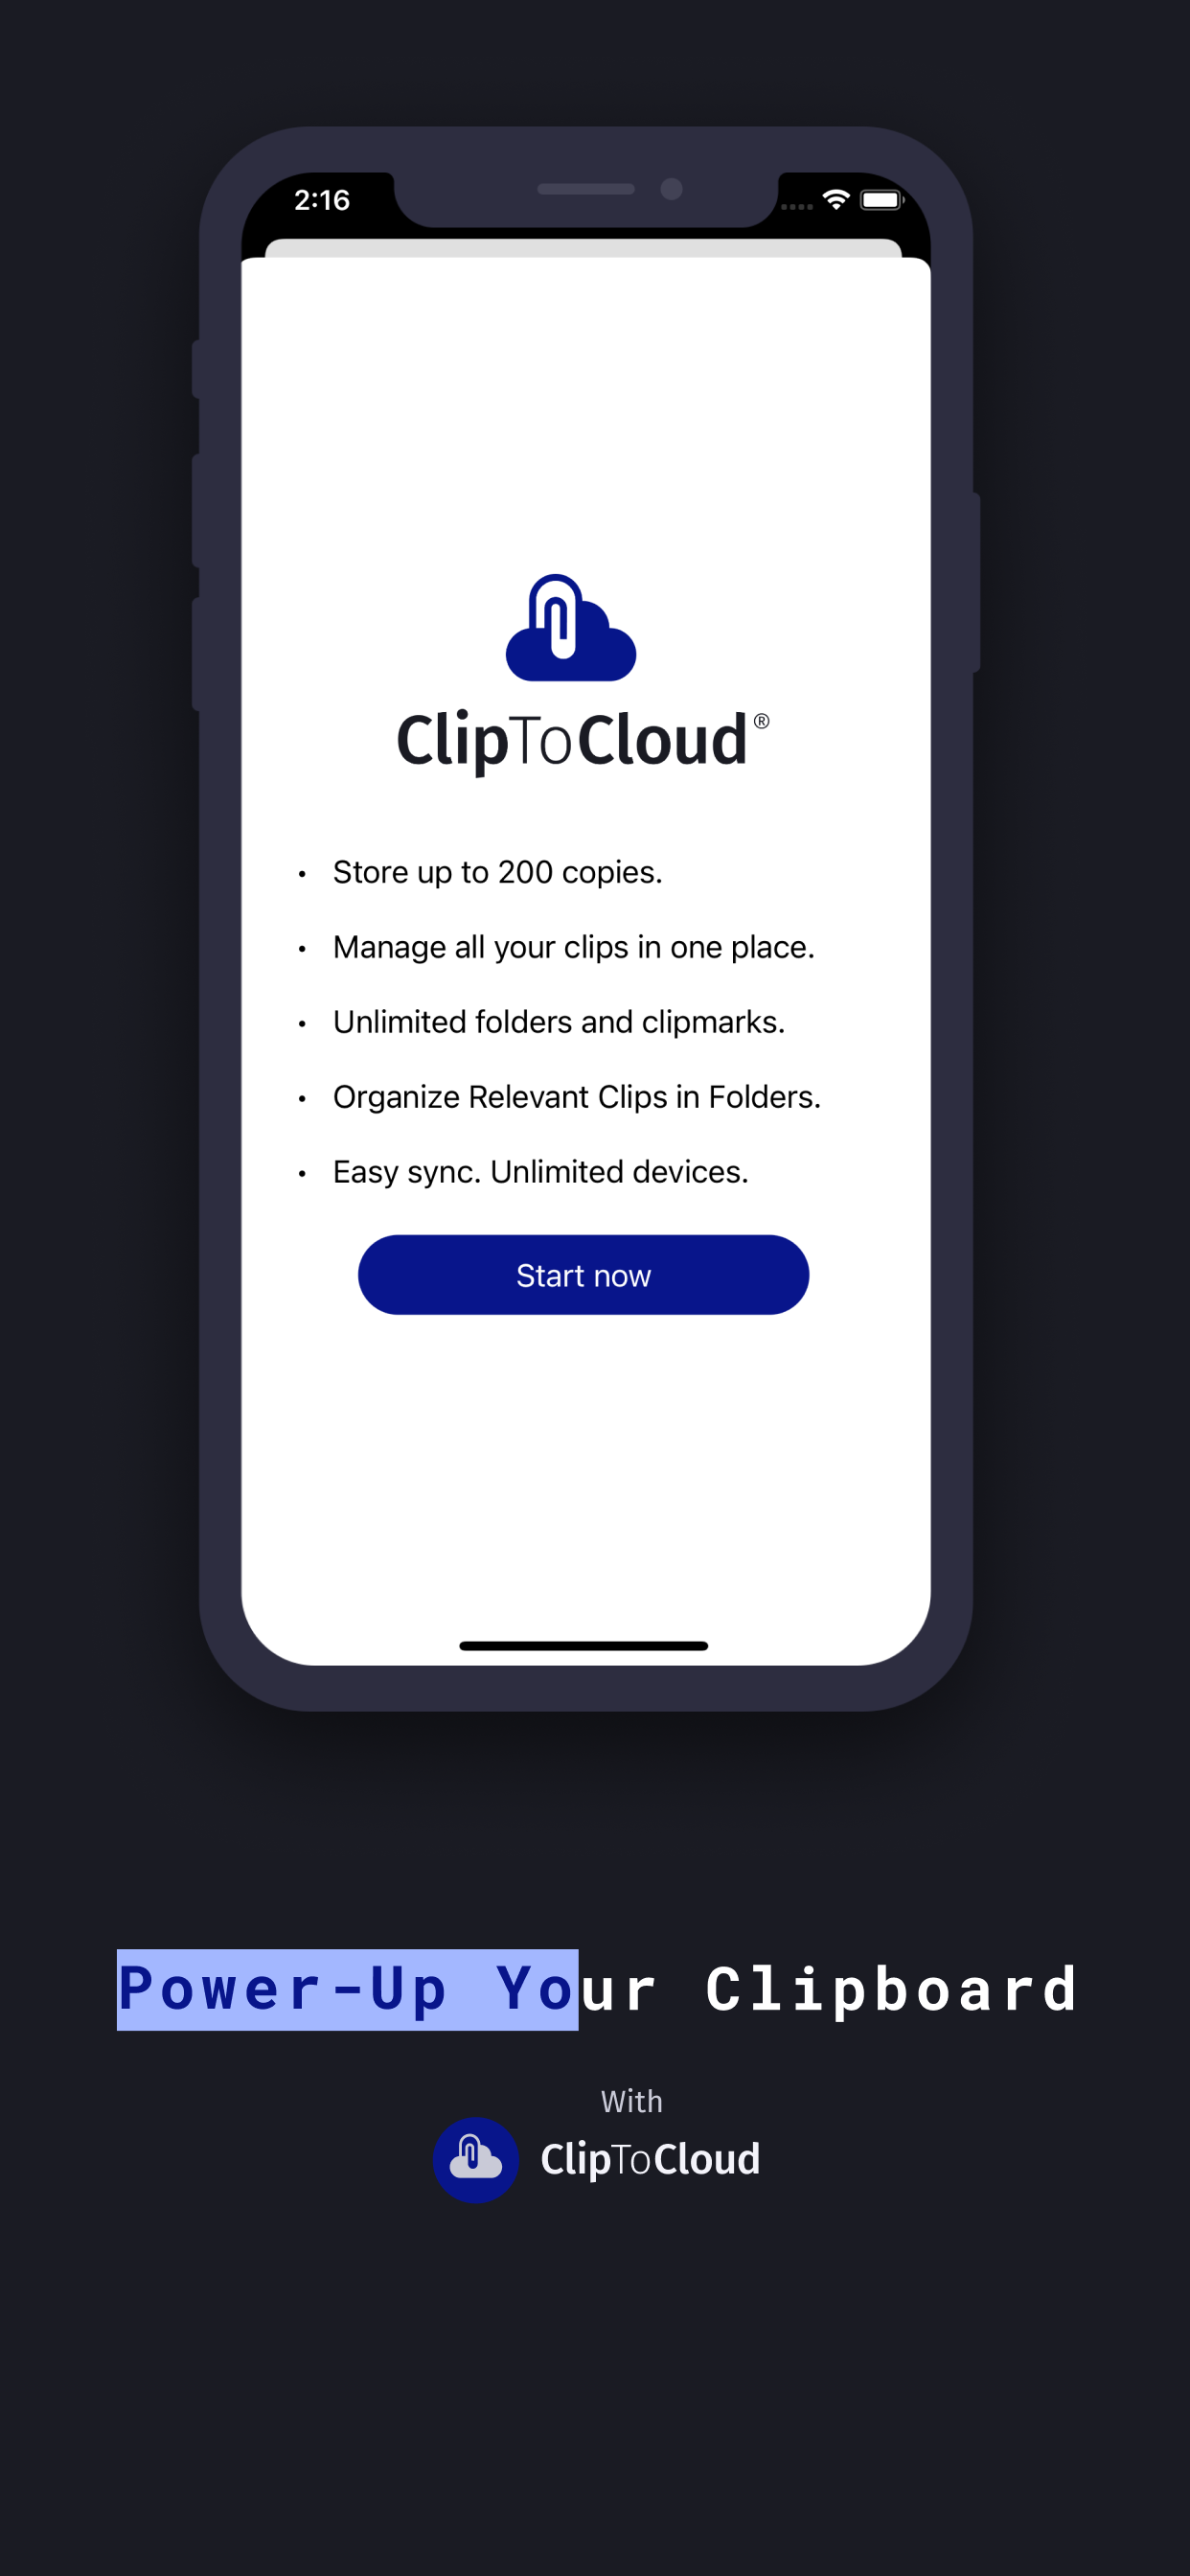 2:16
ClipToCloud®
• Store up to 200 copies.
• Manage all your clips in one place.
• Unlimited folders and clipmarks.
• Organize Relevant Clips in Folders.
• Easy sync. Unlimited devices.
Start now
Power-Up Your Clipboard
With
ClipToCloud